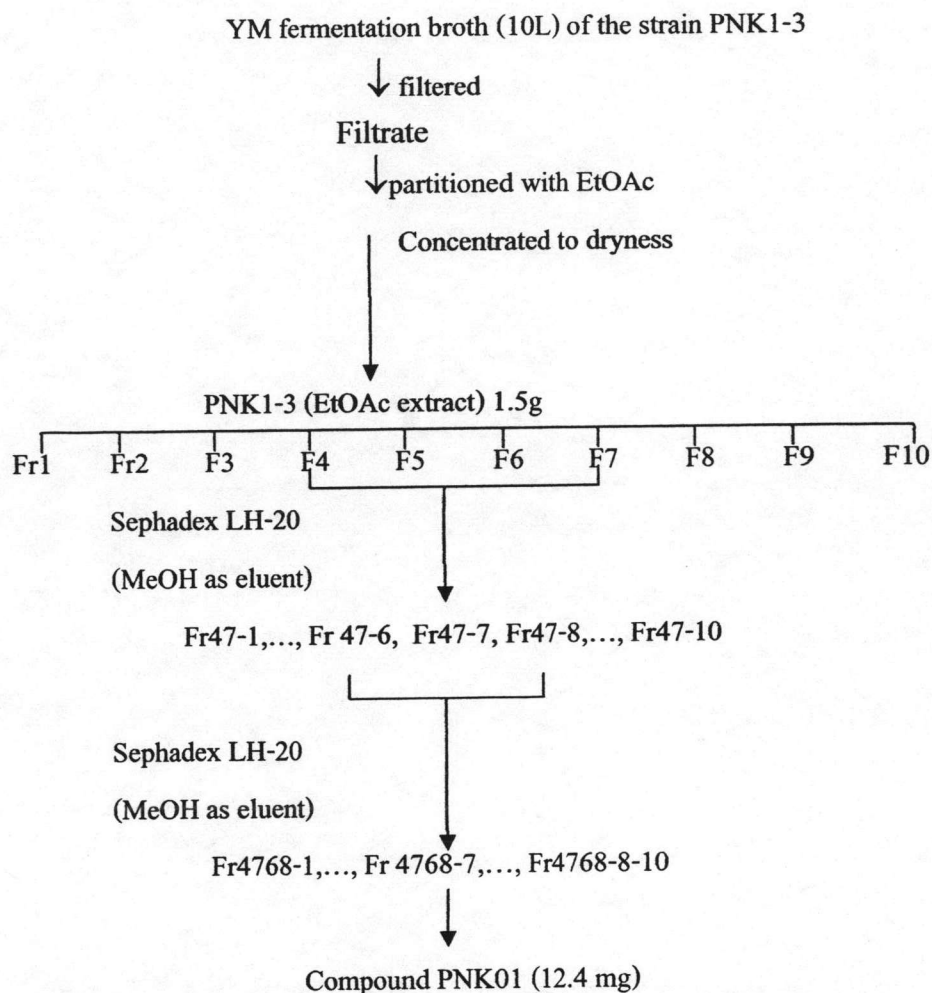 YM fermentation broth (10L) of the strain PNK1-3
filtered
Filtrate
partitioned with EtOAc
Concentrated to dryness
PNK1-3 (EtOAc extract) 1.5g
Fr1 Fr2 F3 F4 F5 F6 F7 F8 F9 F10
Sephadex LH-20
(MeOH as eluent)
Fr47-1,..., Fr 47-6, Fr47-7, Fr47-8,..., Fr47-10
Sephadex LH-20
(MeOH as eluent)
Fr4768-1,..., Fr 4768-7,..., Fr4768-8-10
Compound PNK01 (12.4 mg)